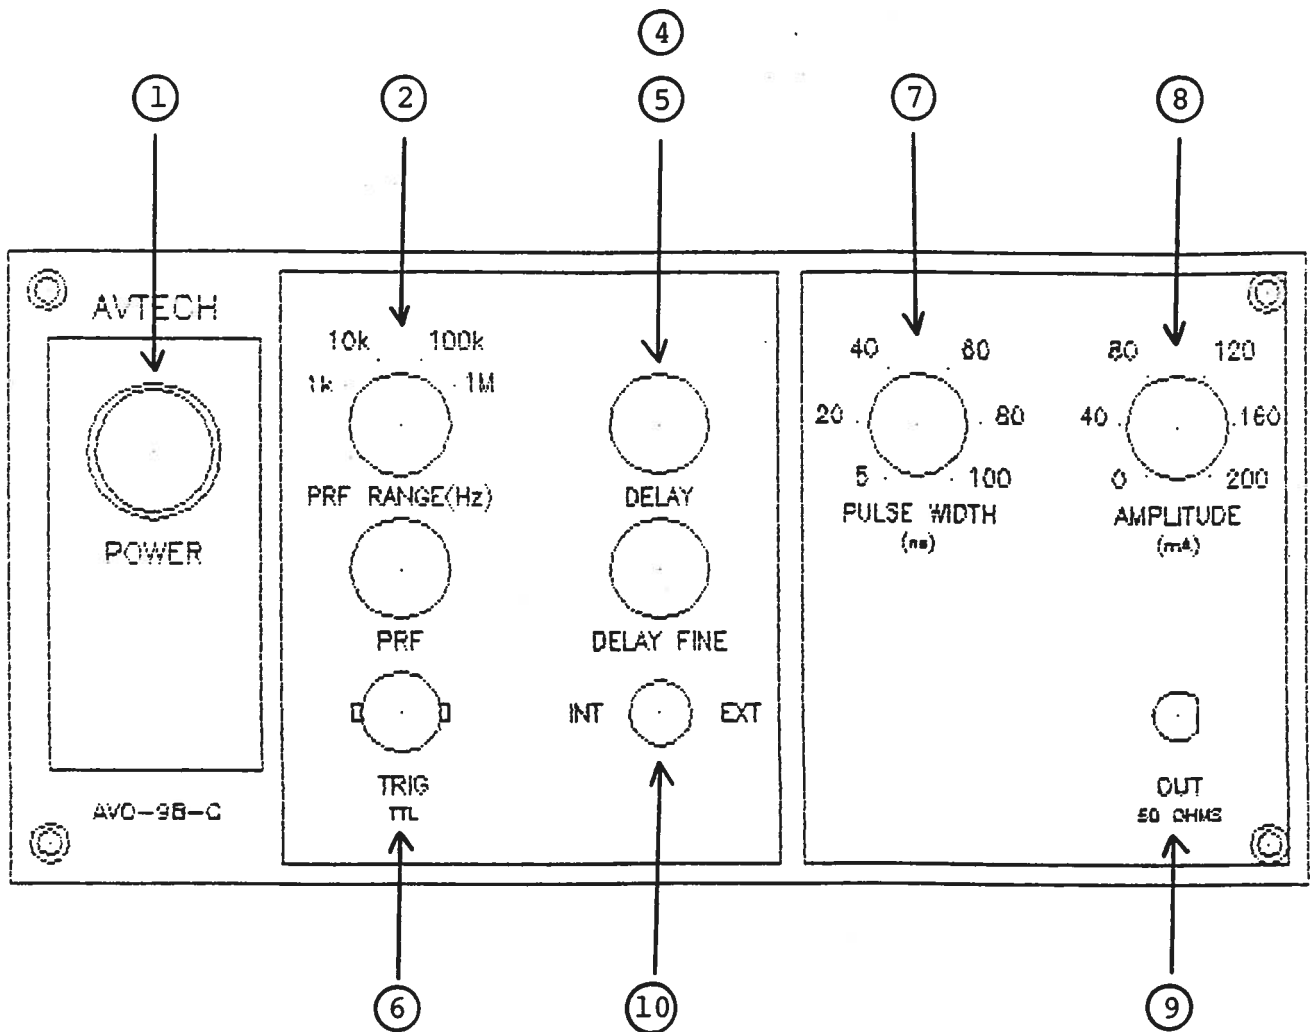 4
1 2 5 7 8
AVTECH
10k 100k
1k 1M
40 60
20 80
5 100
80 120
40 160
0 200
PRF RANGE(Hz)
DELAY
PULSE WIDTH
(ns)
AMPLITUDE
(mA)
POWER
PRF
DELAY FINE
INT EXT
TRIG
TTL
OUT
50 OHMS
AVO-9B-C
6 10 9